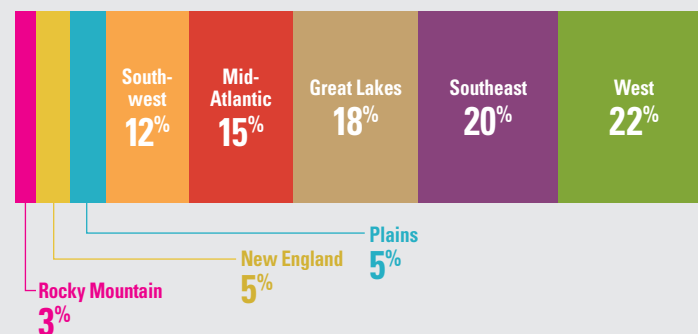 South-
west
12%
Mid-
Atlantic
15%
Great Lakes
18%
Southeast
20%
West
22%
Plains
5%
New England
5%
Rocky Mountain
3%